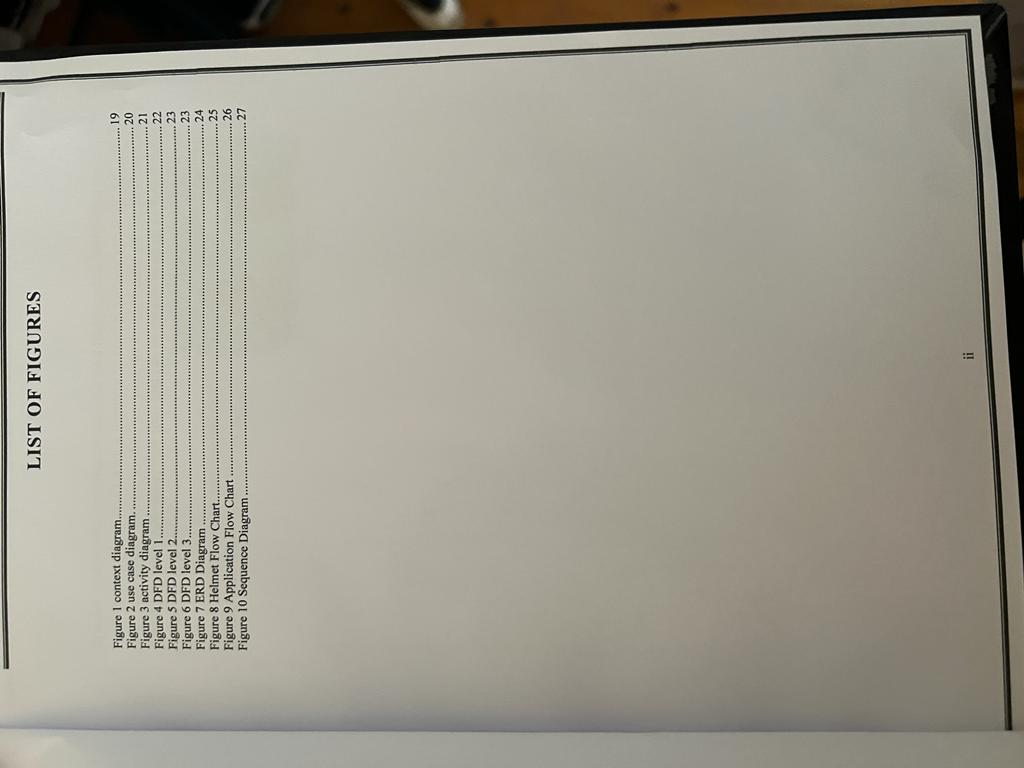 LIST OF FIGURES
Figure 1 context diagram....................19
Figure 2 use case diagram....................20
Figure 3 activity diagram ....................21
Figure 4 DFD level 1....................22
Figure 5 DFD level 2....................23
Figure 6 DFD level 3....................23
Figure 7 ERD Diagram ....................24
Figure 8 Helmet Flow Chart....................25
Figure 9 Application Flow Chart ....................26
Figure 10 Sequence Diagram ....................27
ii